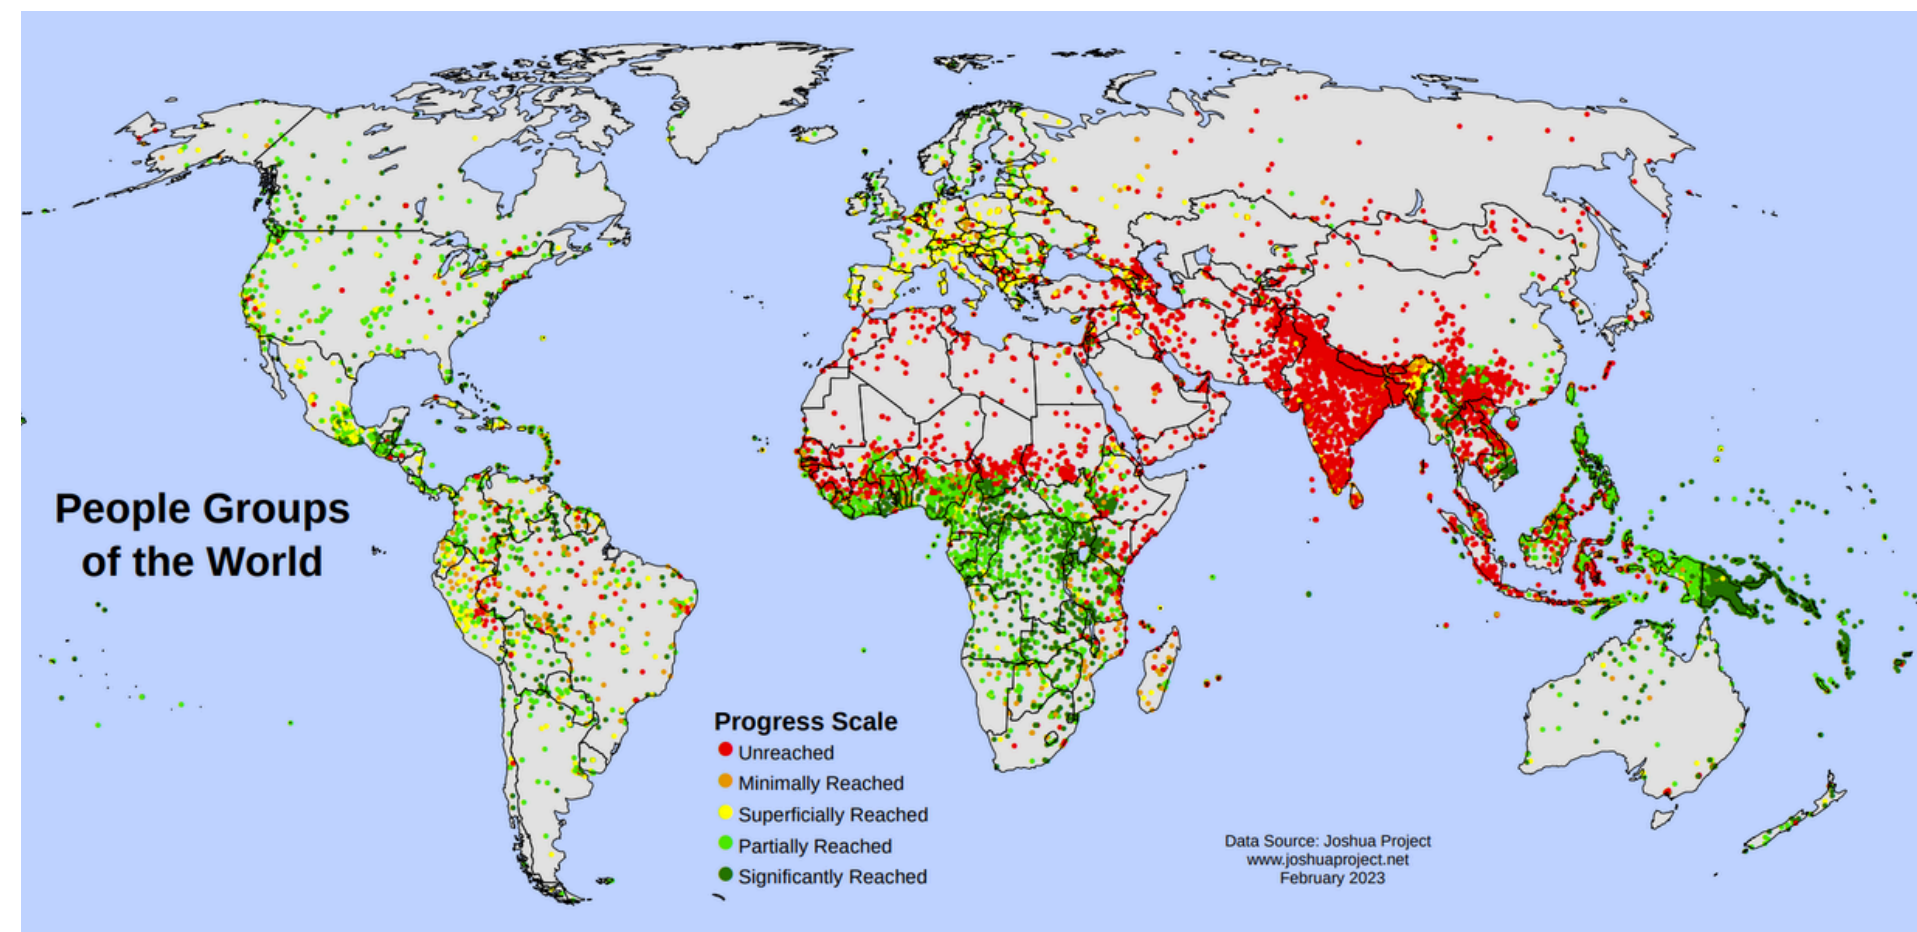 People Groups
of the World
Progress Scale
Unreached
Minimally Reached
Superficially Reached
Partially Reached
Significantly Reached
Data Source: Joshua Project
www.joshuaproject.net
February 2023